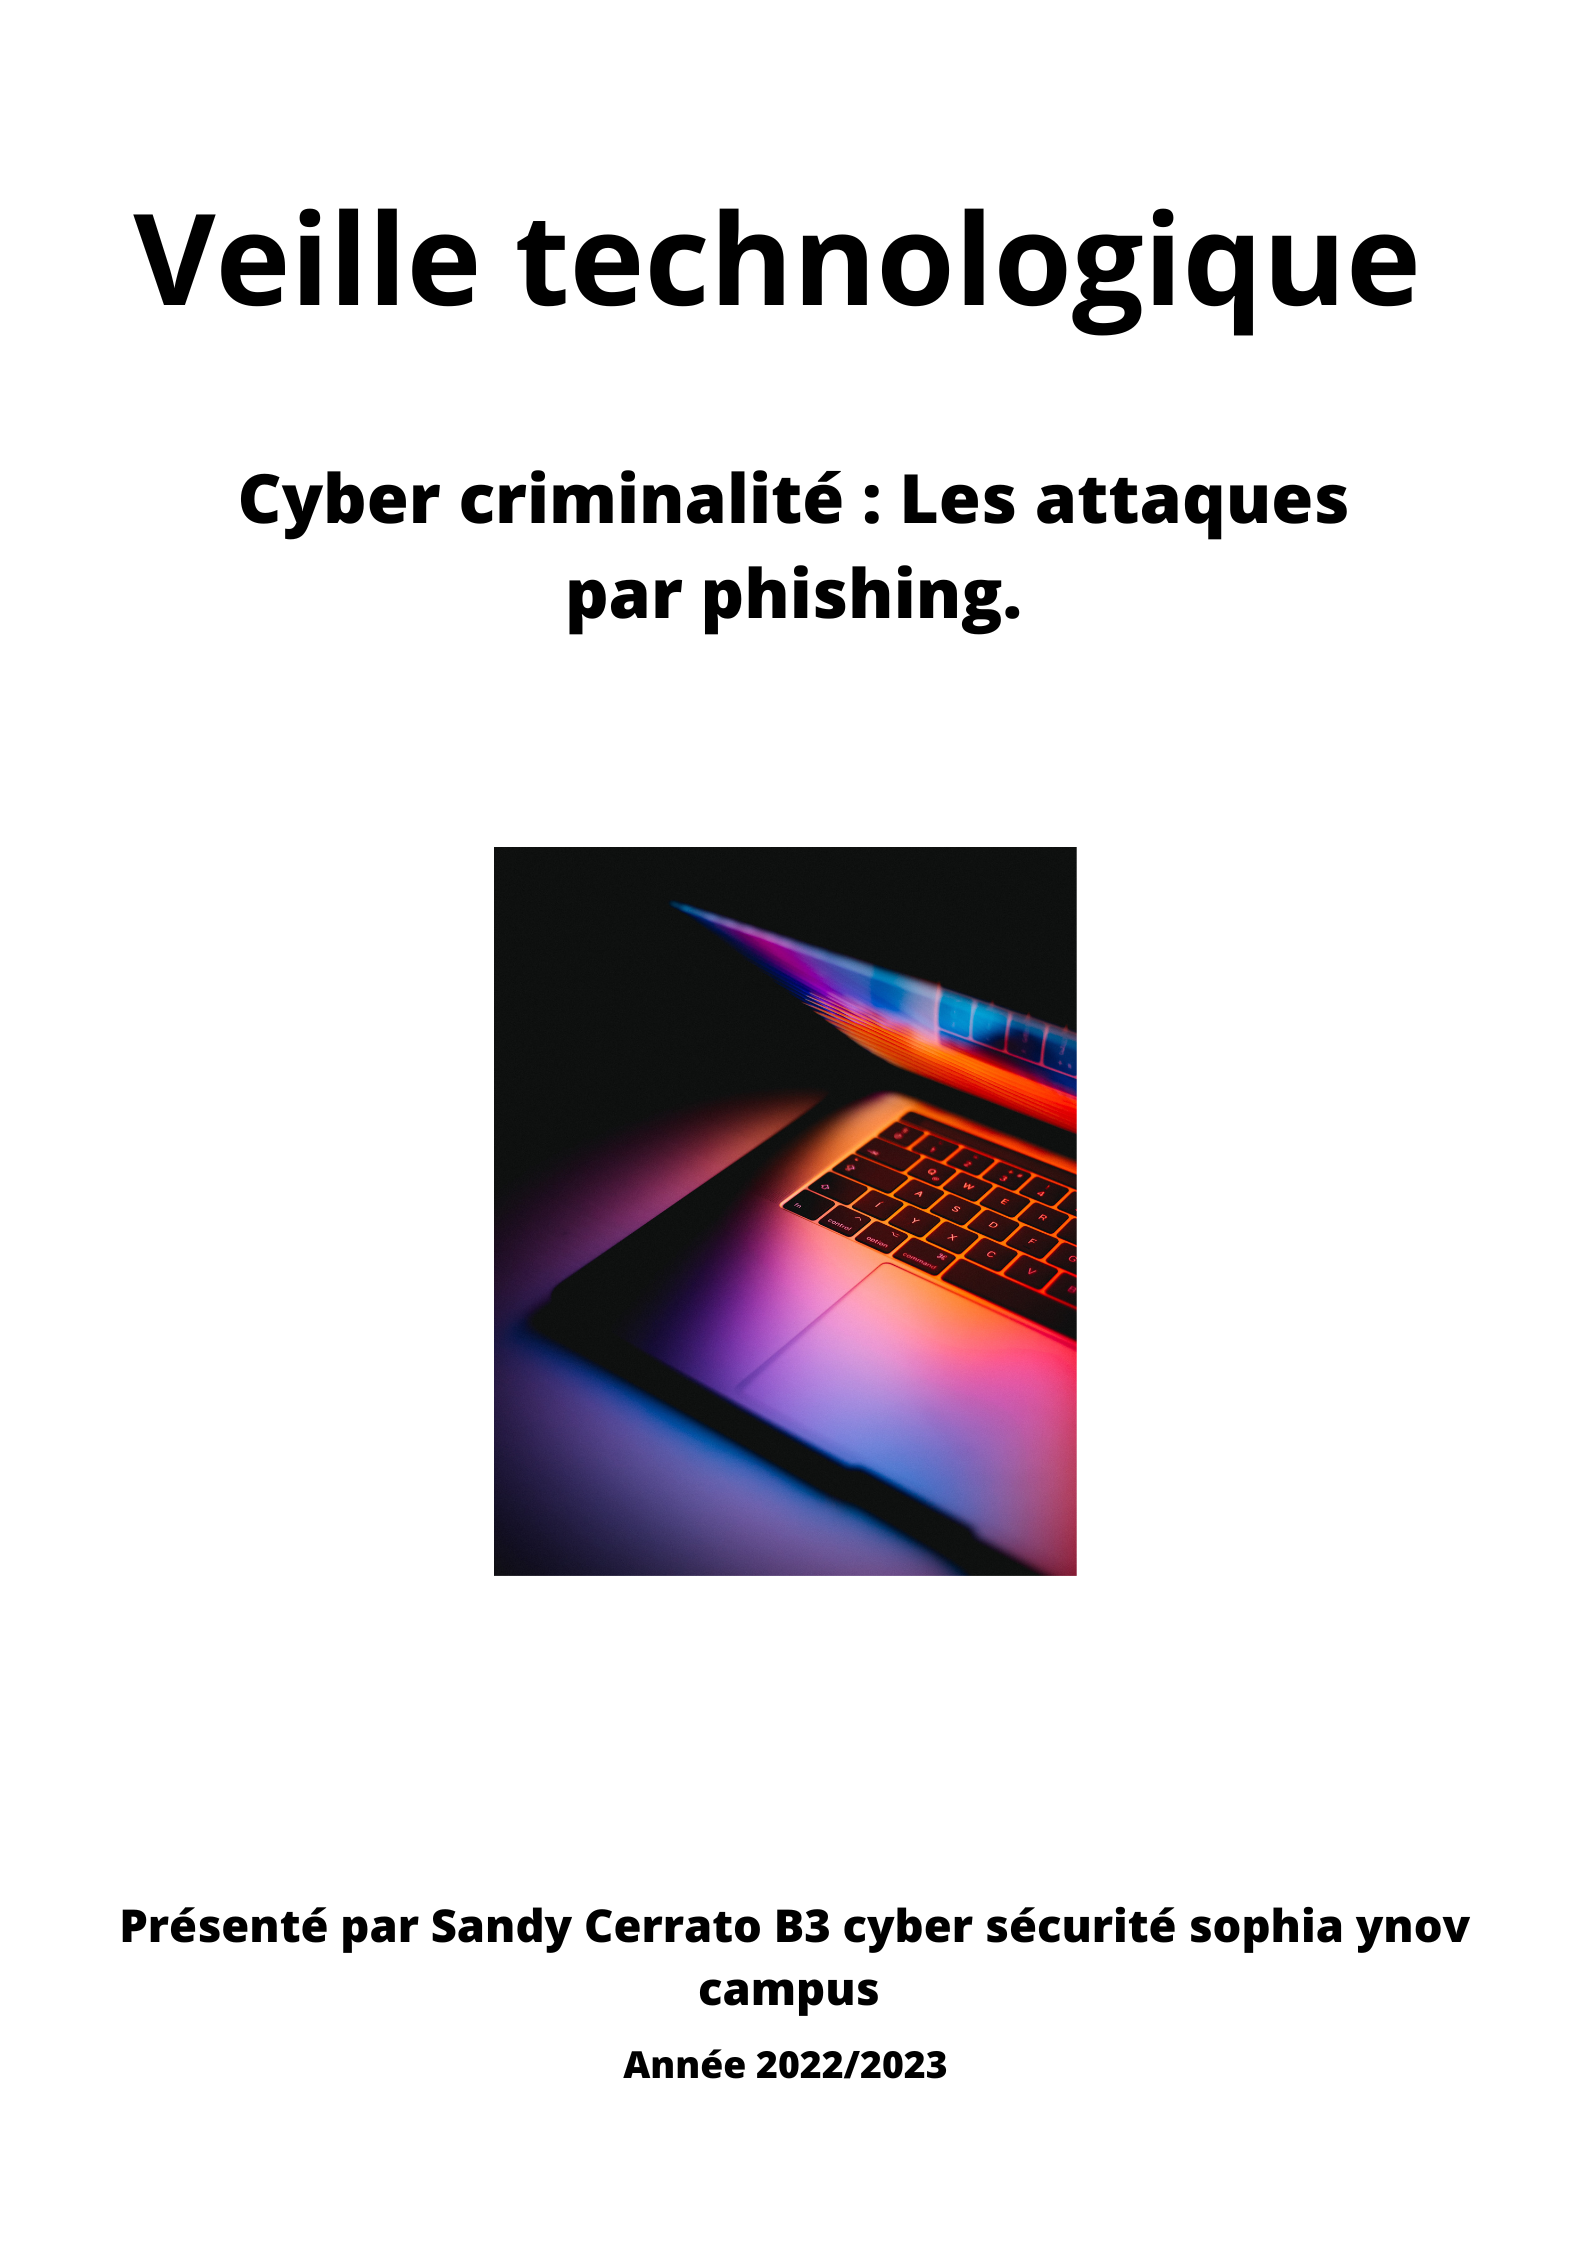 Veille technologique
Cyber criminalité : Les attaques
par phishing.
Présenté par Sandy Cerrato B3 cyber sécurité sophia ynov
campus
Année 2022/2023